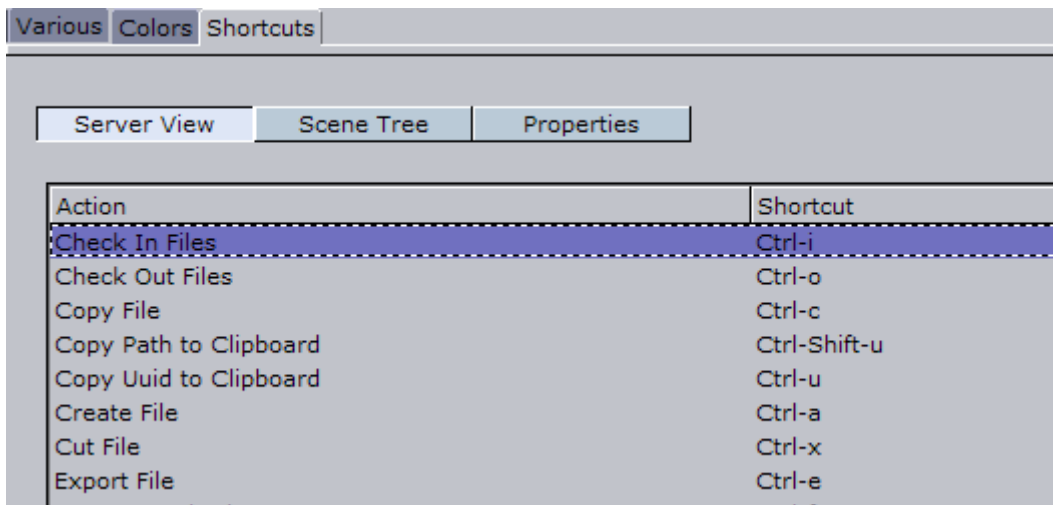 Various Colors Shortcuts
Server View Scene Tree Properties
Action Shortcut
Check In Files Ctrl-i
Check Out Files Ctrl-o
Copy File Ctrl-c
Copy Path to Clipboard Ctrl-Shift-u
Copy Uuid to Clipboard Ctrl-u
Create File Ctrl-a
Cut File Ctrl-x
Export File Ctrl-e